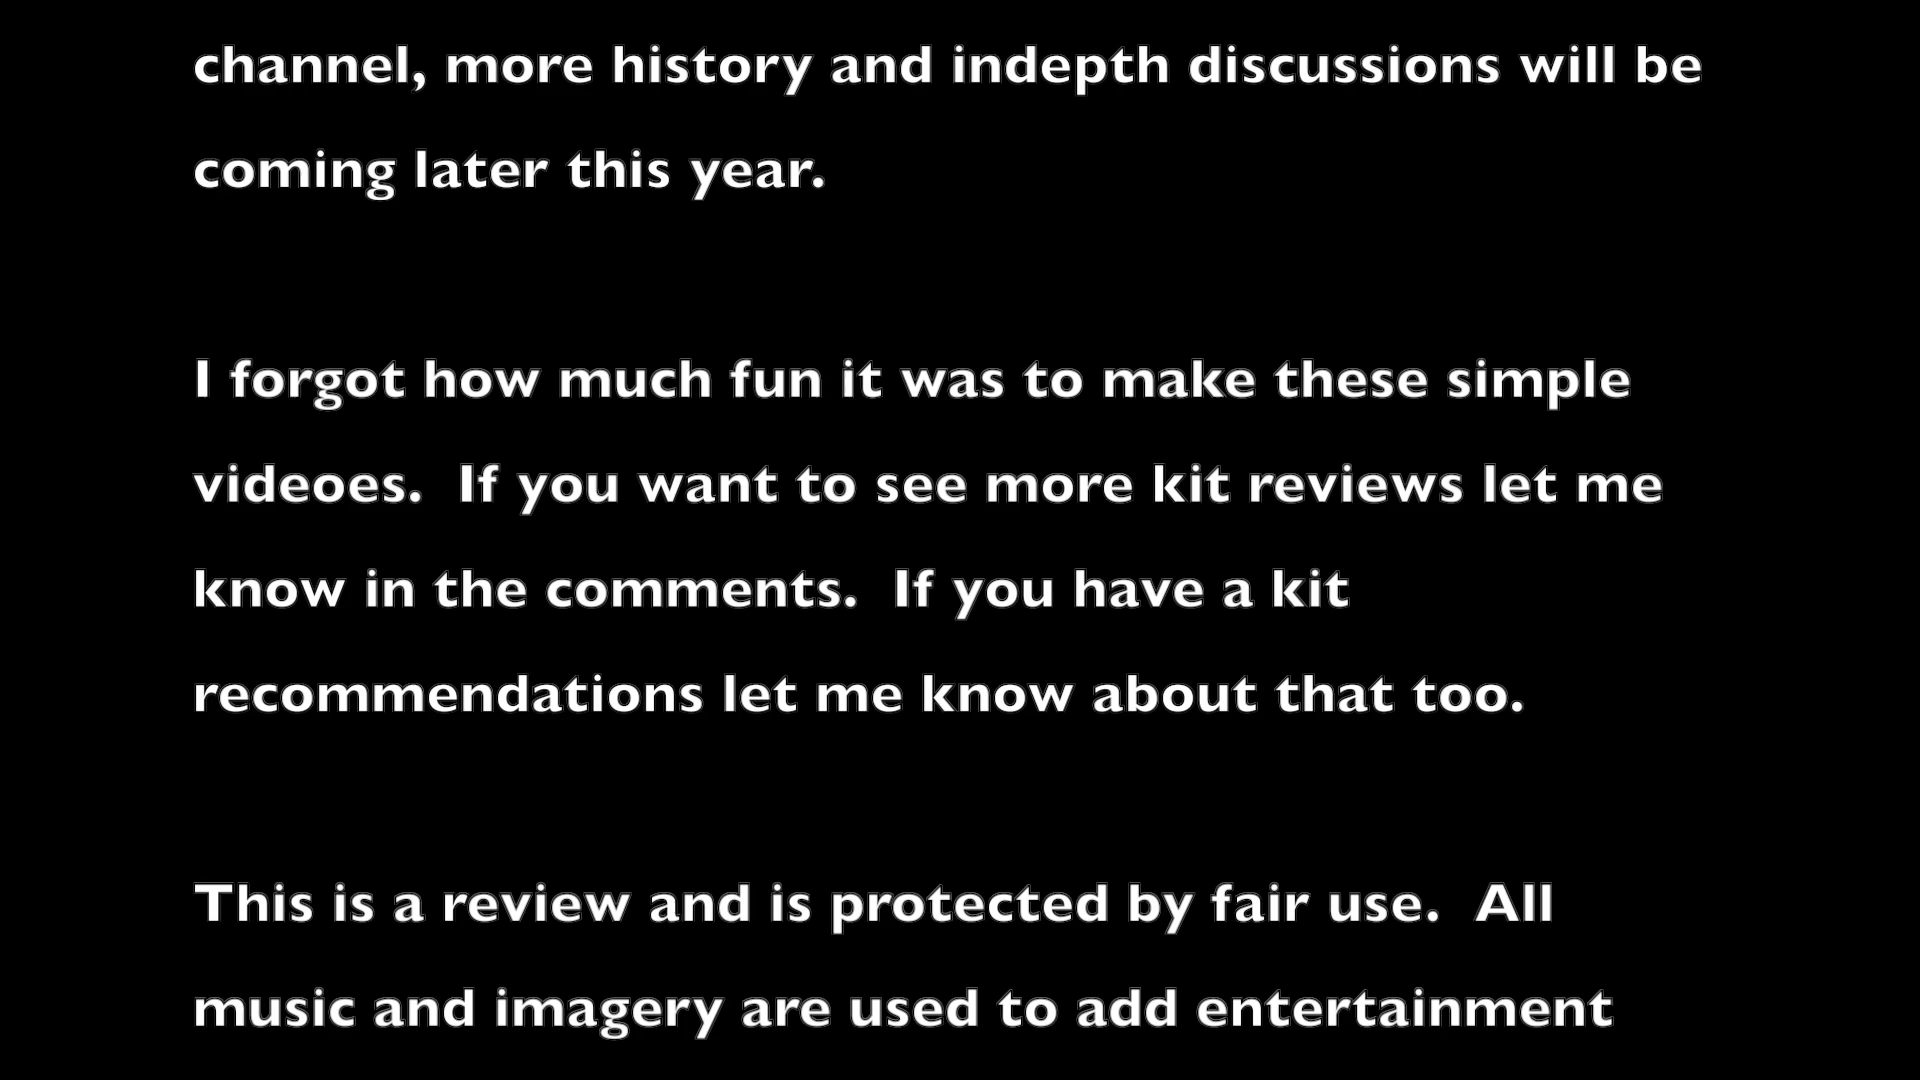 channel, more history and indepth discussions will be
coming later this year.
I forgot how much fun it was to make these simple
videoes.  If you want to see more kit reviews let me
know in the comments.  If you have a kit
recommendations let me know about that too.
This is a review and is protected by fair use.  All
music and imagery are used to add entertainment